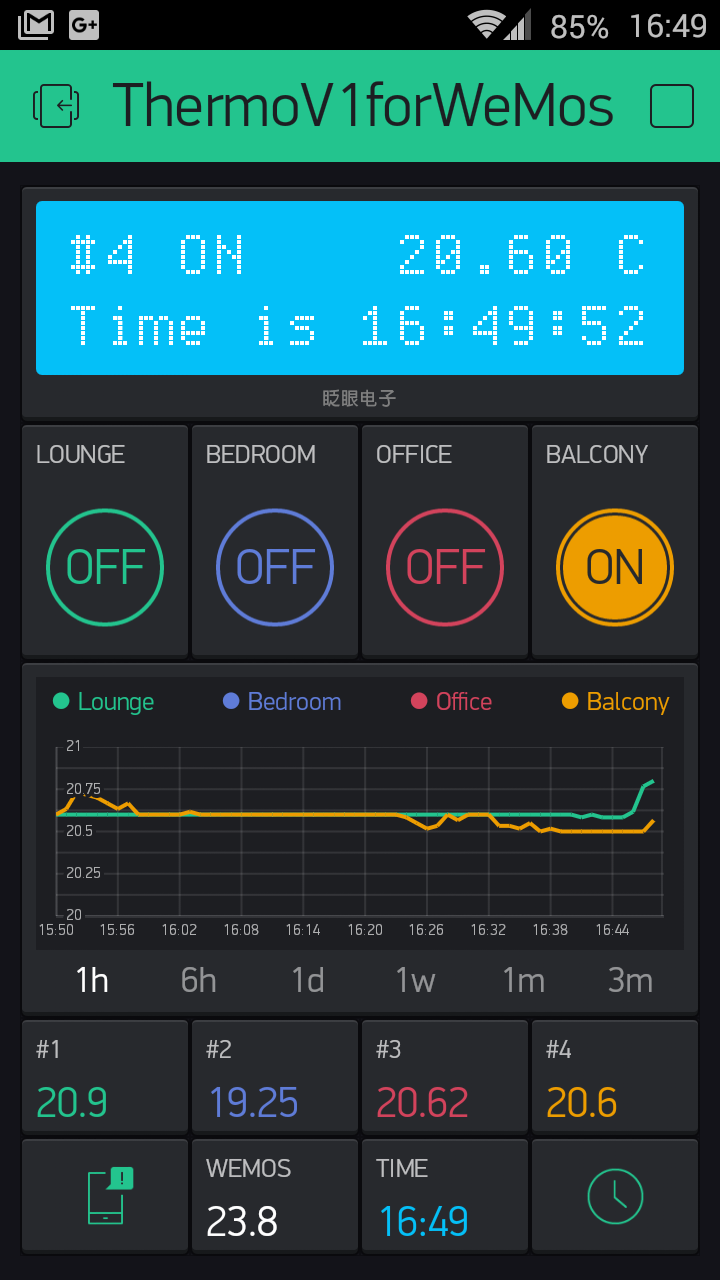 G+ 85% 16:49
ThermoV1forWeMos
#4 ON 20.60 C
Time is 16:49:52
眨眼电子
LOUNGE BEDROOM OFFICE BALCONY
OFF OFF OFF ON
Lounge Bedroom Office Balcony
21
20.75
20.5
20.25
20
15:50 15:56 16:02 16:08 16:14 16:20 16:26 16:32 16:38 16:44
1h 6h 1d 1w 1m 3m
#1 #2 #3 #4
20.9 19.25 20.62 20.6
WEMOS TIME
23.8 16:49